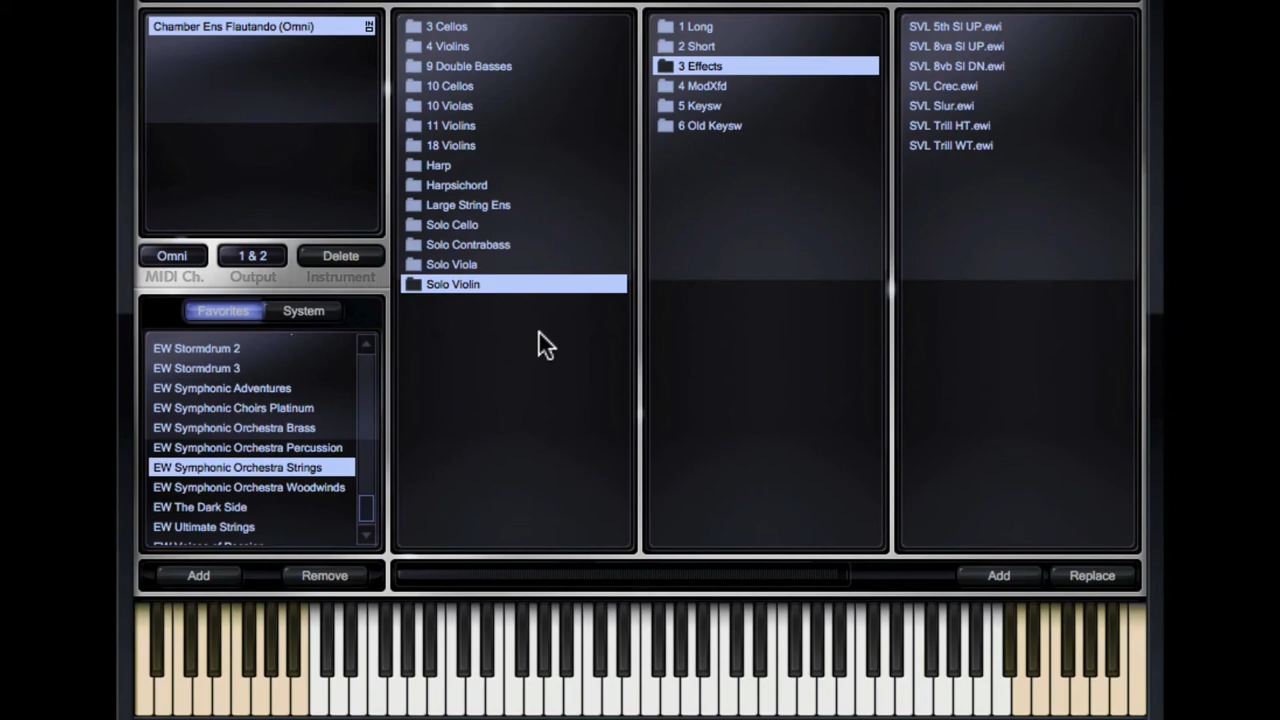 Chamber Ens Flautando (Omni)
Omni
1 & 2
Delete
MIDI Ch.
Output
Instrument
Favorites
System
EW Stormdrum 2
EW Stormdrum 3
EW Symphonic Adventures
EW Symphonic Choirs Platinum
EW Symphonic Orchestra Brass
EW Symphonic Orchestra Percussion
EW Symphonic Orchestra Strings
EW Symphonic Orchestra Woodwinds
EW The Dark Side
EW Ultimate Strings
Add
Remove
3 Cellos
4 Violins
9 Double Basses
10 Cellos
10 Violas
11 Violins
18 Violins
Harp
Harpsichord
Large String Ens
Solo Cello
Solo Contrabass
Solo Viola
Solo Violin
1 Long
2 Short
3 Effects
4 ModXfd
5 Keysw
6 Old Keysw
SVL 5th Sl UP.ewi
SVL 8va Sl UP.ewi
SVL 8vb Sl DN.ewi
SVL Crec.ewi
SVL Slur.ewi
SVL Trill HT.ewi
SVL Trill WT.ewi
Add
Replace